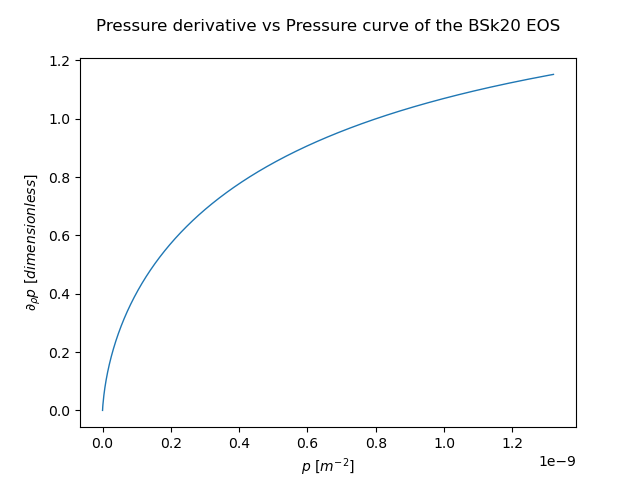 Pressure derivative vs Pressure curve of the BSk20 EOS
1.2
1.0
0.8
0.6
0.4
0.2
0.0
∂ρp [dimensionless]
0.0 0.2 0.4 0.6 0.8 1.0 1.2
1e−9
p [m⁻²]